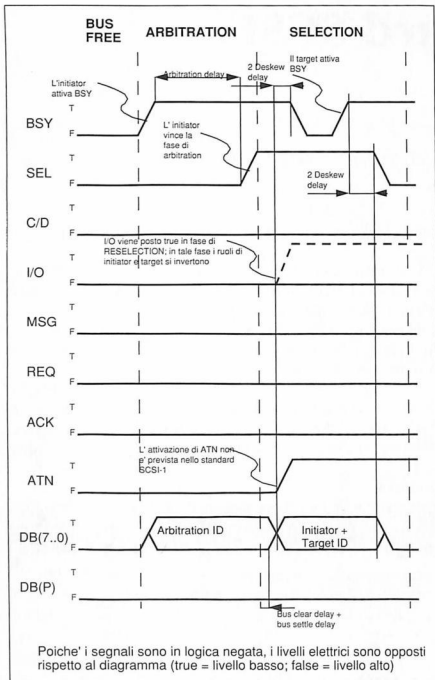 BUS FREE
ARBITRATION
SELECTION
L'initiator attiva BSY
Arbitration delay
2 Deskew delay
Il target attiva BSY
BSY
T
F
L' initiator vince la fase di arbitration
SEL
T
F
2 Deskew delay
C/D
T
F
I/O viene posto true in fase di
RESELECTION; in tale fase i ruoli di
initiator e target si invertono
I/O
T
F
MSG
T
F
REQ
T
F
ACK
T
F
L' attivazione di ATN non
e' prevista nello standard
SCSI-1
ATN
T
F
DB(7..0)
T
F
Arbitration ID
Initiator +
Target ID
DB(P)
T
F
Bus clear delay +
bus settle delay
Poiche' i segnali sono in logica negata, i livelli elettrici sono opposti
rispetto al diagramma (true = livello basso; false = livello alto)